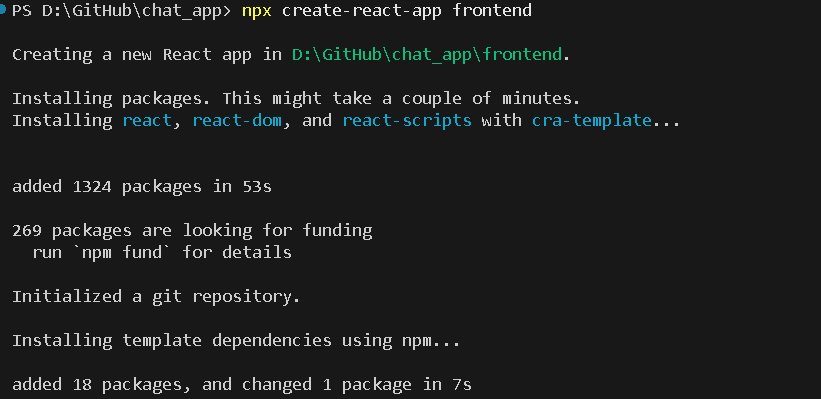 PS D:\GitHub\chat_app> npx create-react-app frontend
Creating a new React app in D:\GitHub\chat_app\frontend.
Installing packages. This might take a couple of minutes.
Installing react, react-dom, and react-scripts with cra-template...
added 1324 packages in 53s
269 packages are looking for funding
  run `npm fund` for details
Initialized a git repository.
Installing template dependencies using npm...
added 18 packages, and changed 1 package in 7s